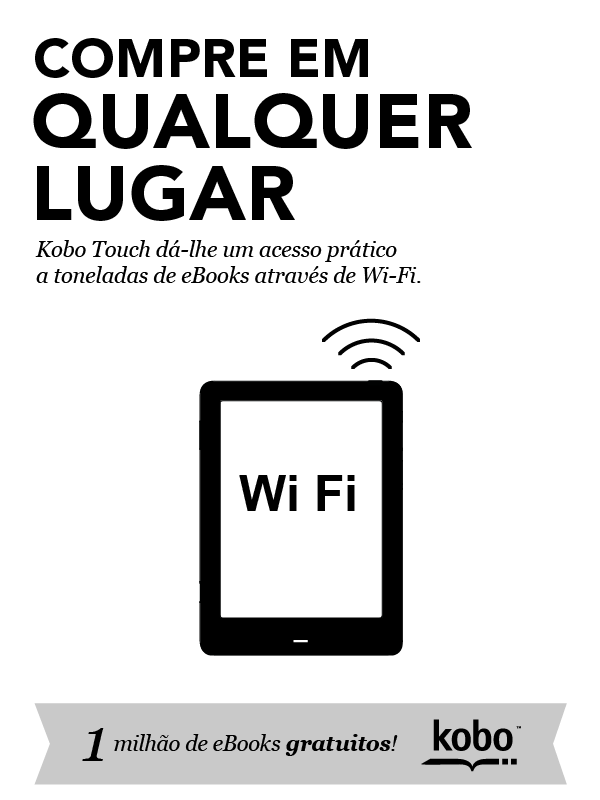 COMPRE EM
QUALQUER
LUGAR
Kobo Touch dá-lhe um acesso prático
a toneladas de eBooks através de Wi-Fi.
Wi Fi
1 milhão de eBooks gratuitos!
kobo™